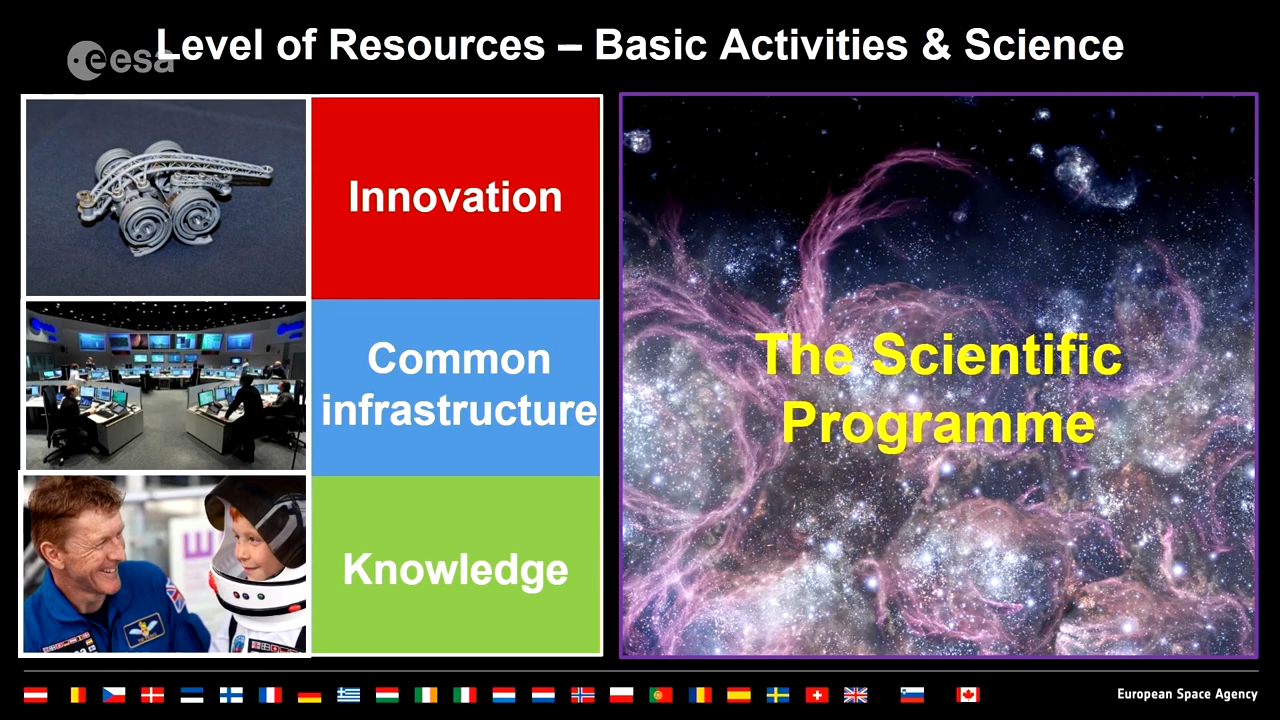 Level of Resources – Basic Activities & Science
esa
Innovation
Common
infrastructure
Knowledge
The Scientific
Programme
European Space Agency